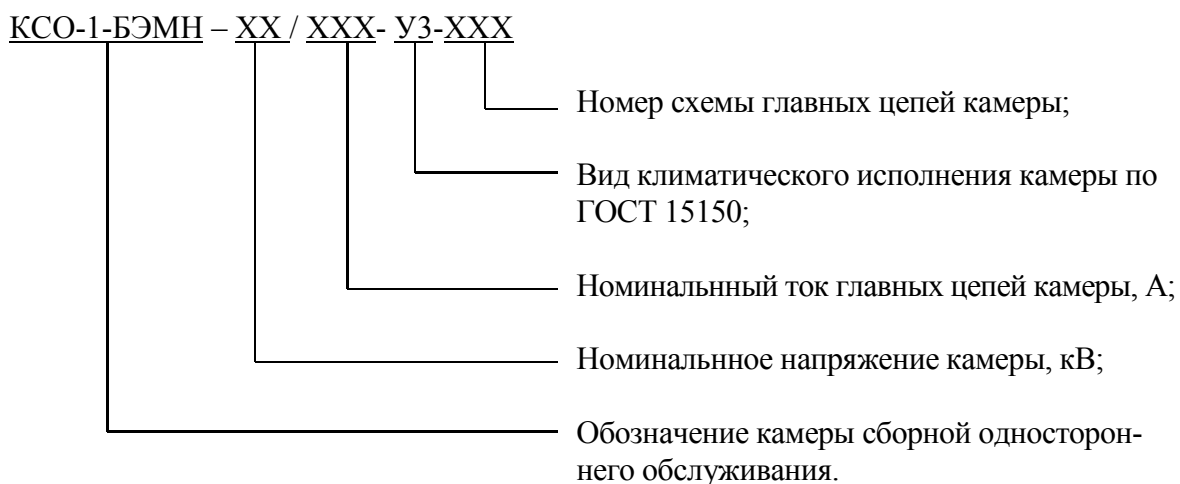 КСО-1-БЭМН – ХХ / ХХХ- У3-ХХХ
Номер схемы главных цепей камеры;
Вид климатического исполнения камеры по
ГОСТ 15150;
Номинальнный ток главных цепей камеры, А;
Номинальнное напряжение камеры, кВ;
Обозначение камеры сборной односторон-
него обслуживания.